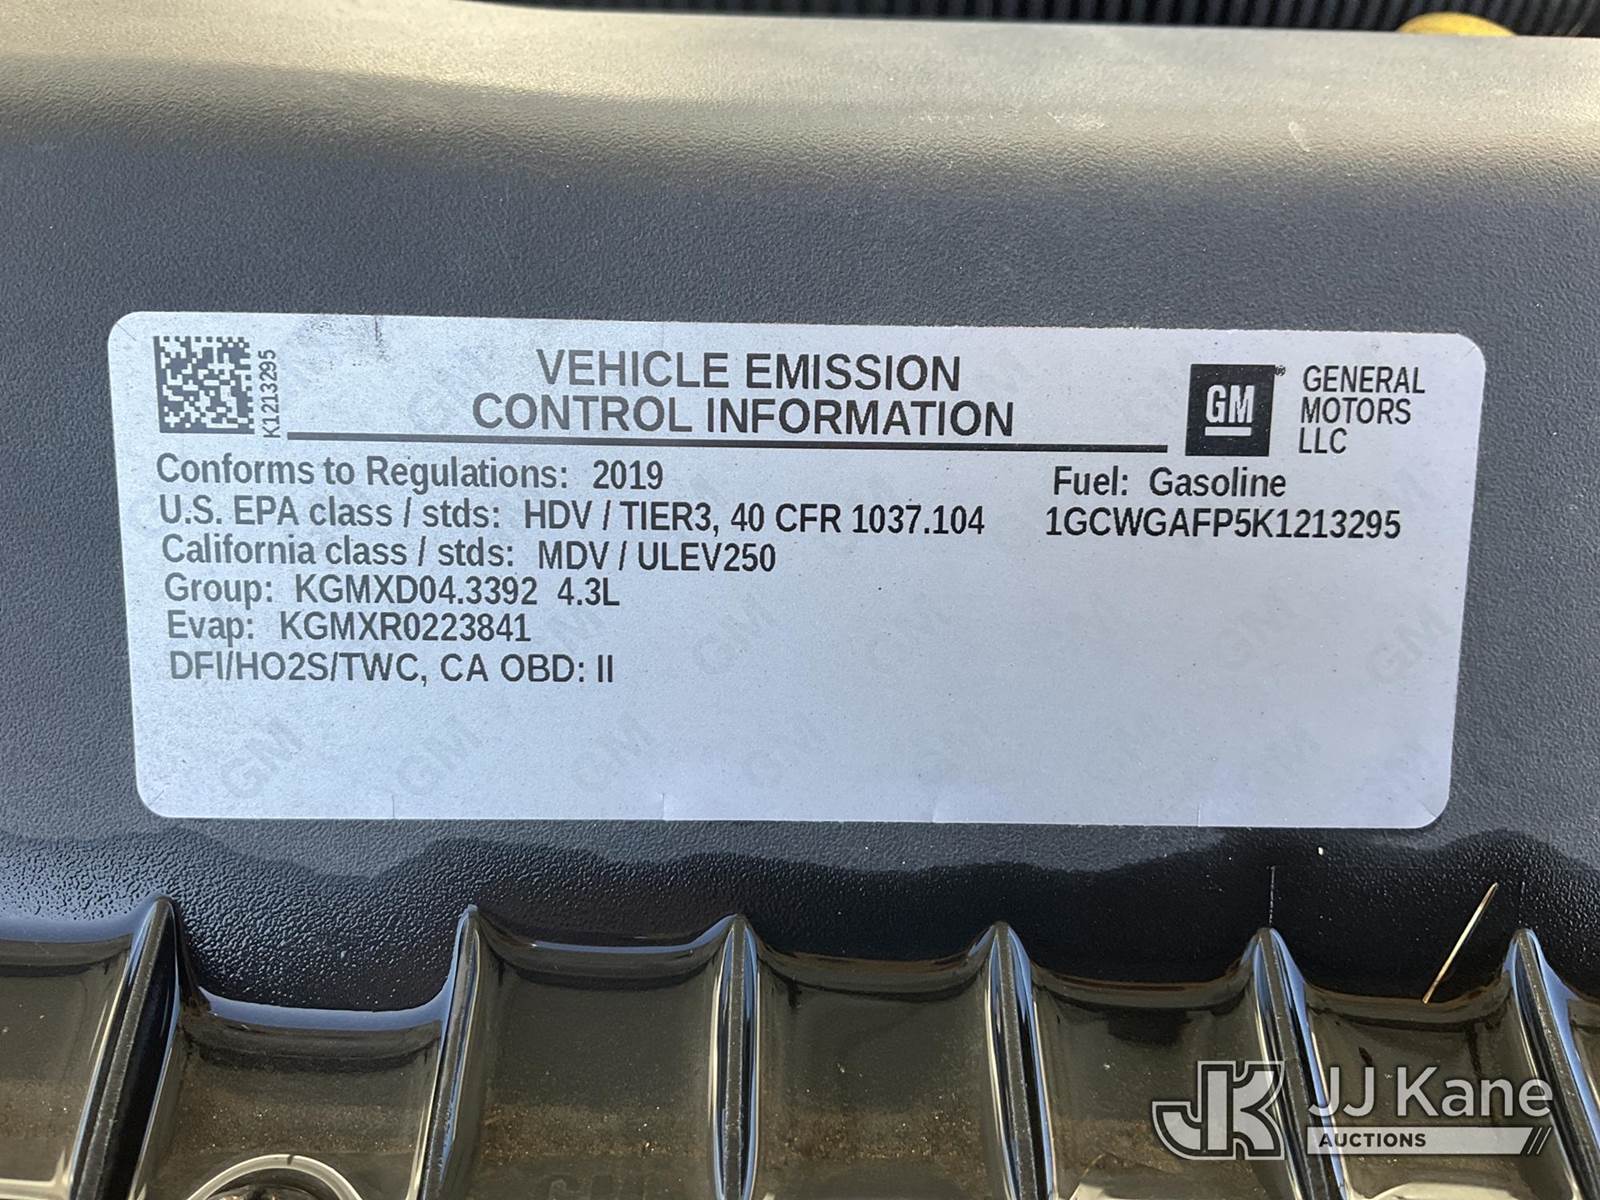 K1213295
VEHICLE EMISSION
CONTROL INFORMATION
GM
GENERAL
MOTORS
LLC
Conforms to Regulations: 2019
Fuel: Gasoline
U.S. EPA class / stds: HDV / TIER3, 40 CFR 1037.104
1GCWGAFP5K1213295
California class / stds: MDV / ULEV250
Group: KGMXD04.3392 4.3L
Evap: KGMXR0223841
DFI/HO2S/TWC, CA OBD: II
JK
JJ Kane
AUCTIONS